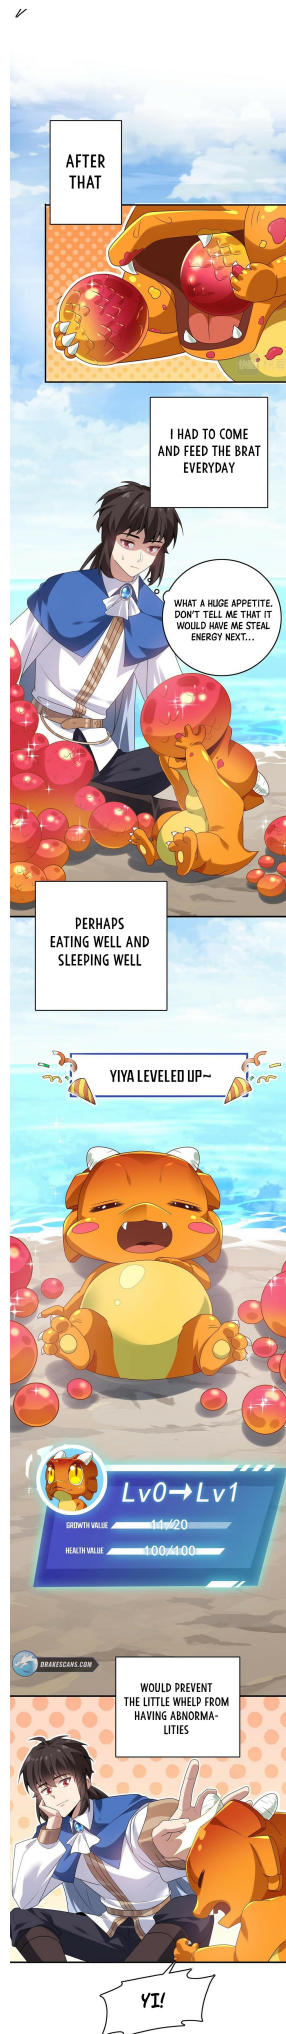 AFTER
THAT
I HAD TO COME
AND FEED THE BRAT
EVERYDAY
WHAT A HUGE APPETITE.
DON'T TELL ME THAT IT
WOULD HAVE ME STEAL
ENERGY NEXT...
PERHAPS
EATING WELL AND
SLEEPING WELL
YIYA LEVELED UP~
Lv0→Lv1
GROWTH VALUE 11/20
HEALTH VALUE 100/100
DRAKESCANS.COM
WOULD PREVENT
THE LITTLE WHELP FROM
HAVING ABNORMA-
LITIES
YI!